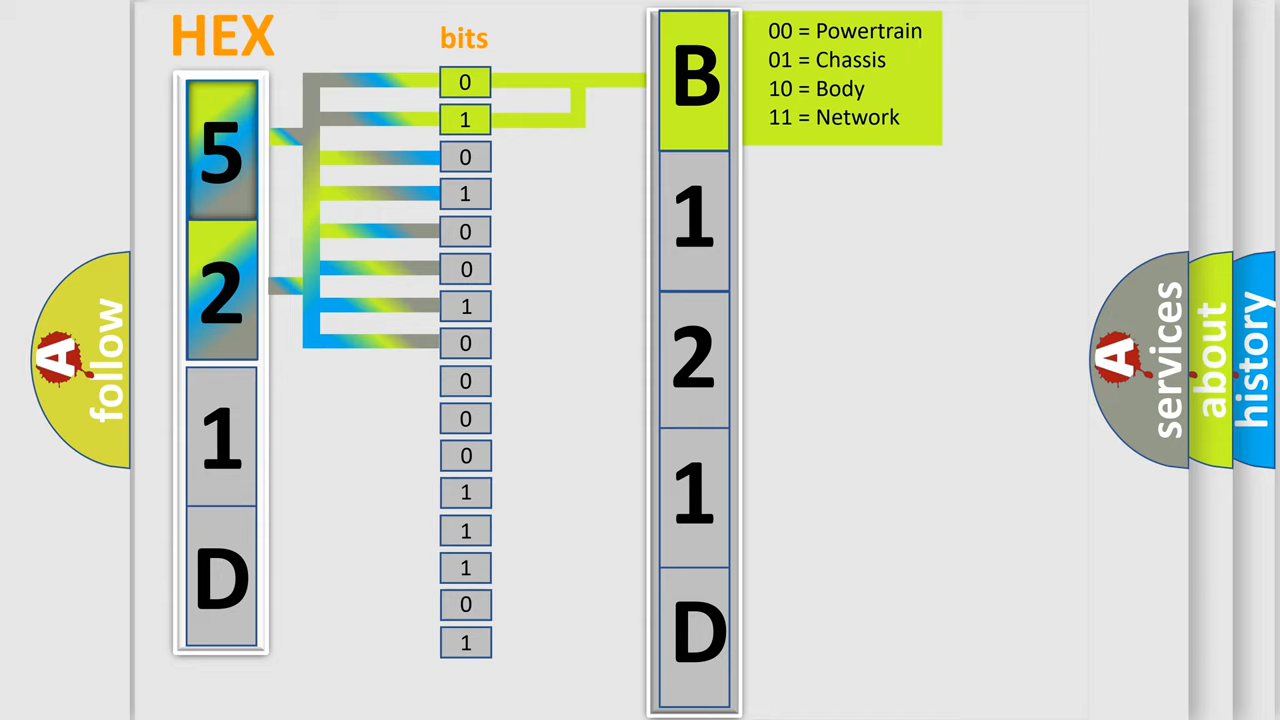 HEX
bits
5
2
1
D
0
1
0
1
0
0
1
0
0
0
0
1
1
1
0
1
B
1
2
1
D
00 = Powertrain
01 = Chassis
10 = Body
11 = Network
A
follow
A
services
about
history